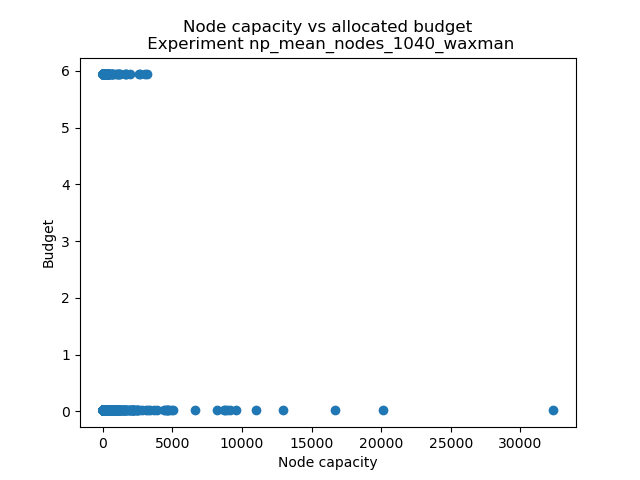 Node capacity vs allocated budget
Experiment np_mean_nodes_1040_waxman
6
5
4
3
2
1
0
Budget
0 5000 10000 15000 20000 25000 30000
Node capacity